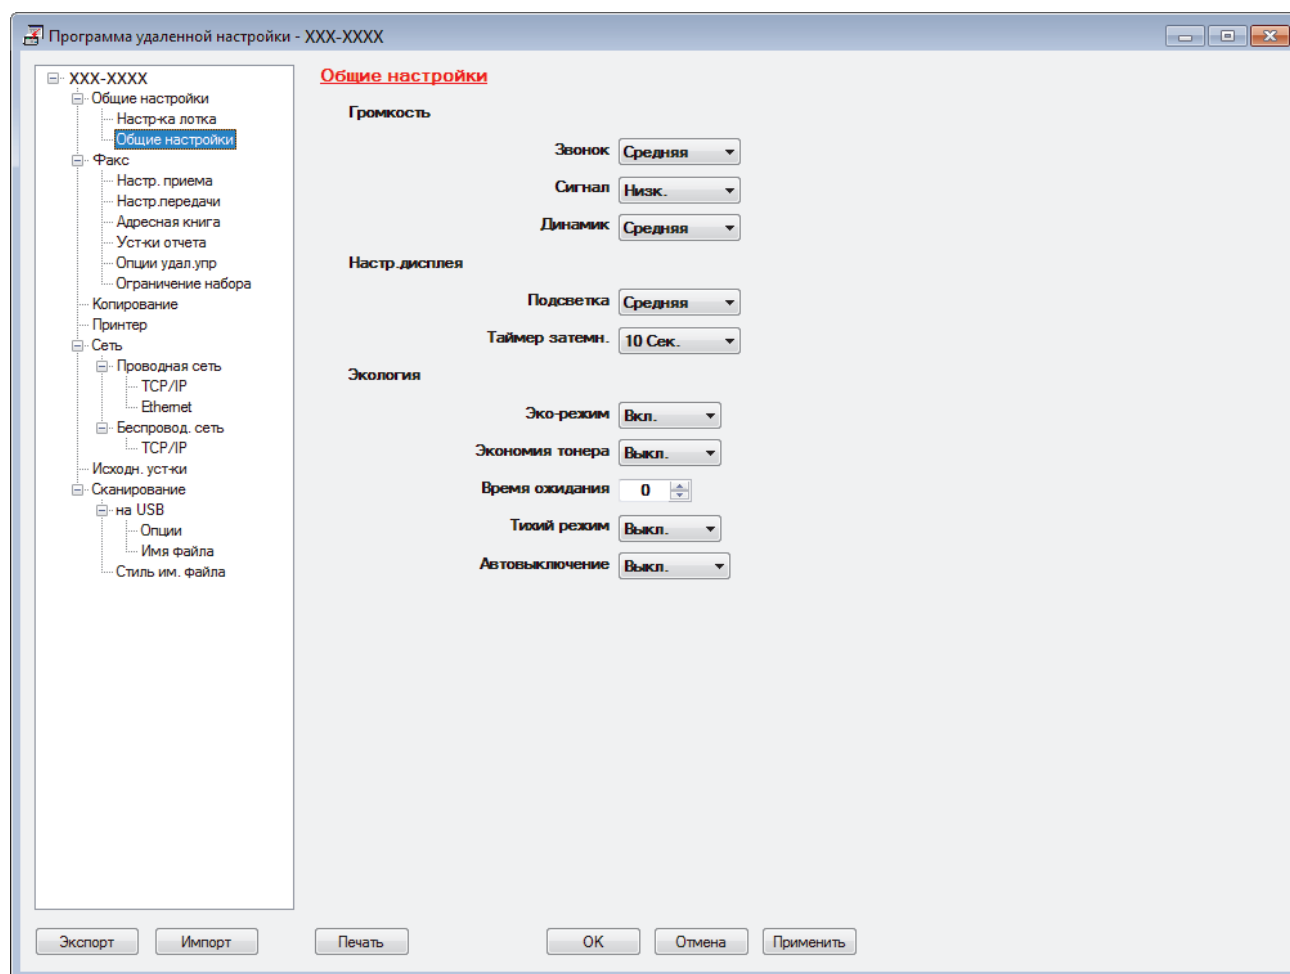 Программа удаленной настройки - XXX-XXXX
XXX-XXXX
Общие настройки
Настр-ка лотка
Общие настройки
Факс
Настр. приема
Настр.передачи
Адресная книга
Уст-ки отчета
Опции удал.упр
Ограничение набора
Копирование
Принтер
Сеть
Проводная сеть
TCP/IP
Ethernet
Беспровод. сеть
TCP/IP
Исходн. уст-ки
Сканирование
на USB
Опции
Имя файла
Стиль им. файла
Общие настройки
Громкость
Звонок Средняя
Сигнал Низк.
Динамик Средняя
Настр.дисплея
Подсветка Средняя
Таймер затемн. 10 Сек.
Экология
Эко-режим Вкл.
Экономия тонера Выкл.
Время ожидания 0
Тихий режим Выкл.
Автовыключение Выкл.
Экспорт Импорт Печать OK Отмена Применить